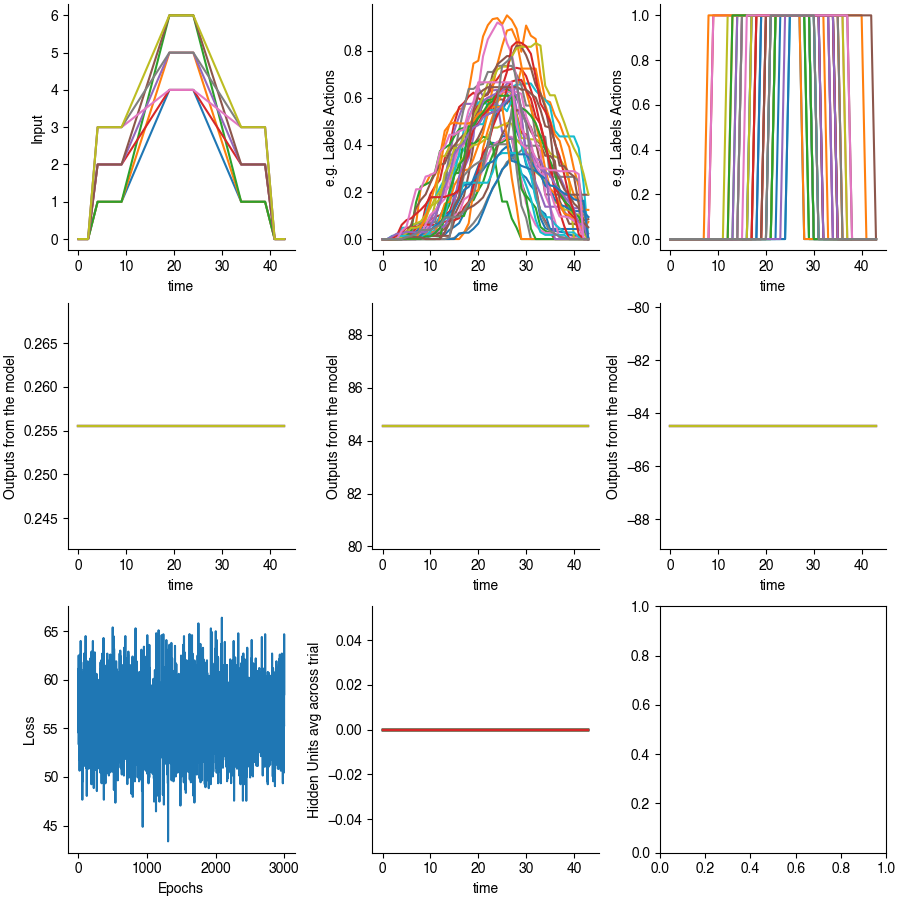 6
5
4
3
2
1
0
Input
0 10 20 30 40
time
0.8
0.6
0.4
0.2
0.0
e.g. Labels Actions
0 10 20 30 40
time
1.0
0.8
0.6
0.4
0.2
0.0
e.g. Labels Actions
0 10 20 30 40
time
0.265
0.260
0.255
0.250
0.245
Outputs from the model
0 10 20 30 40
time
88
86
84
82
80
Outputs from the model
0 10 20 30 40
time
−80
−82
−84
−86
−88
Outputs from the model
0 10 20 30 40
time
65
60
55
50
45
Loss
0 1000 2000 3000
Epochs
0.04
0.02
0.00
−0.02
−0.04
Hidden Units avg across trial
0 10 20 30 40
time
1.0
0.8
0.6
0.4
0.2
0.0
0.0 0.2 0.4 0.6 0.8 1.0